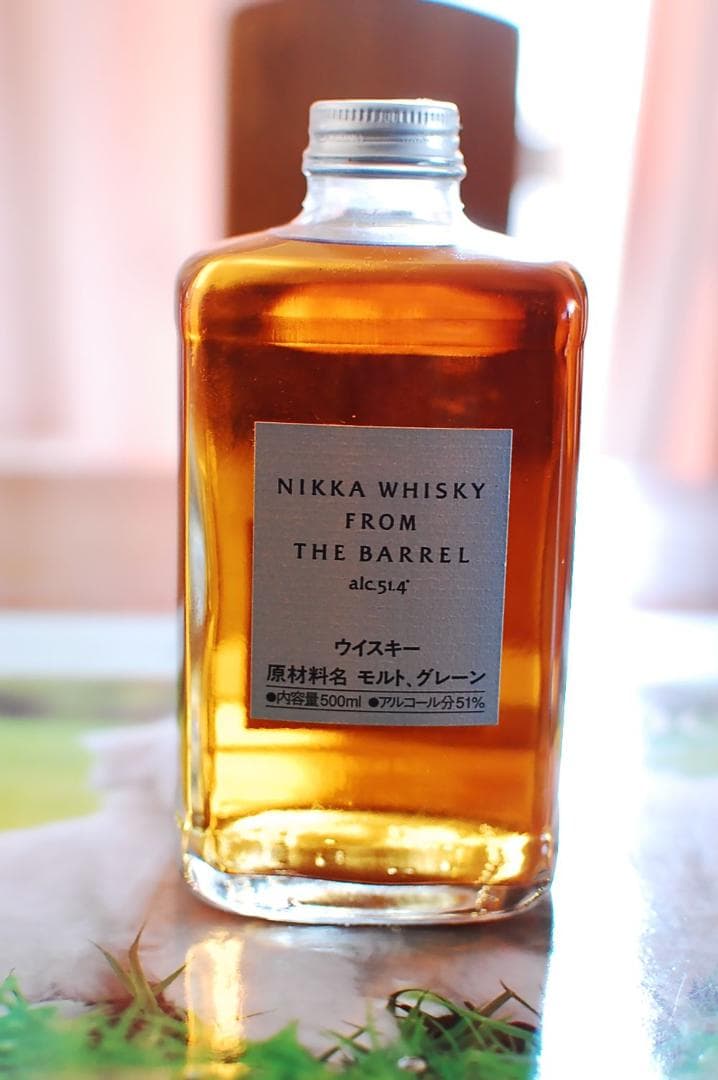 NIKKA WHISKY
FROM
THE BARREL
alc.51.4°
ウイスキー
原材料名 モルト、グレーン
●内容量500ml ●アルコール分51%